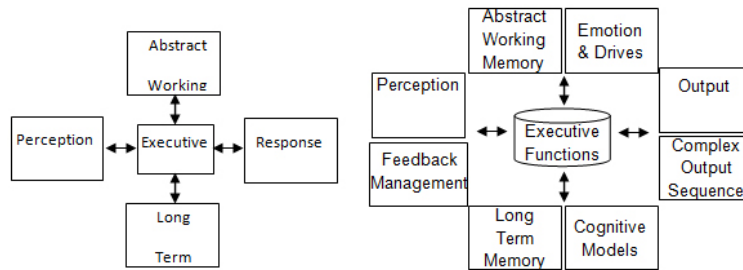 Abstract
Working
Perception
Executive
Response
Long
Term
Abstract
Working
Memory
Emotion
& Drives
Perception
Output
Executive
Functions
Feedback
Management
Complex
Output
Sequence
Long
Term
Memory
Cognitive
Models